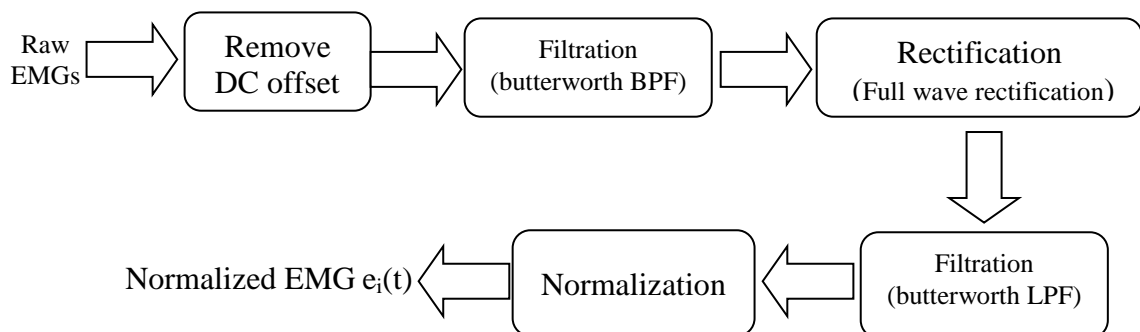 Raw
EMGs
Remove
DC offset
Filtration
(butterworth BPF)
Rectification
(Full wave rectification)
Filtration
(butterworth LPF)
Normalization
Normalized EMG eᵢ(t)